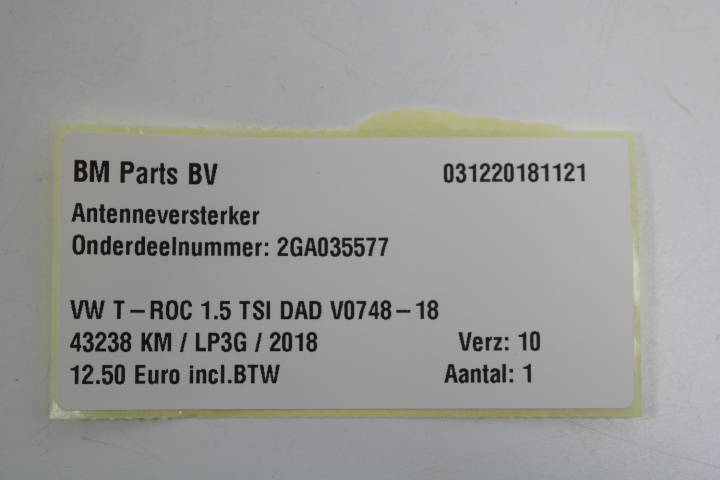 BM Parts BV 031220181121
Antenneversterker
Onderdeelnummer: 2GA035577
VW T-ROC 1.5 TSI DAD V0748-18
43238 KM / LP3G / 2018 Verz: 10
12.50 Euro incl.BTW Aantal: 1